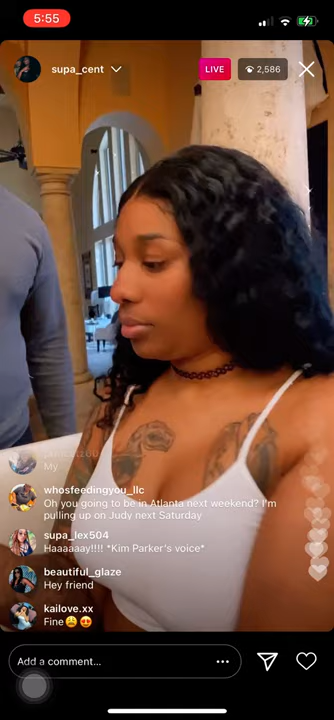 5:55
supa_cent
LIVE
2,586
My
whosfeedingyou_llc
Oh you going to be in Atlanta next weekend? I'm
pulling up on Judy next Saturday
supa_lex504
Haaaaaay!!!! *Kim Parker's voice*
beautiful_glaze
Hey friend
kailove.xx
Fine😩😍
Add a comment...